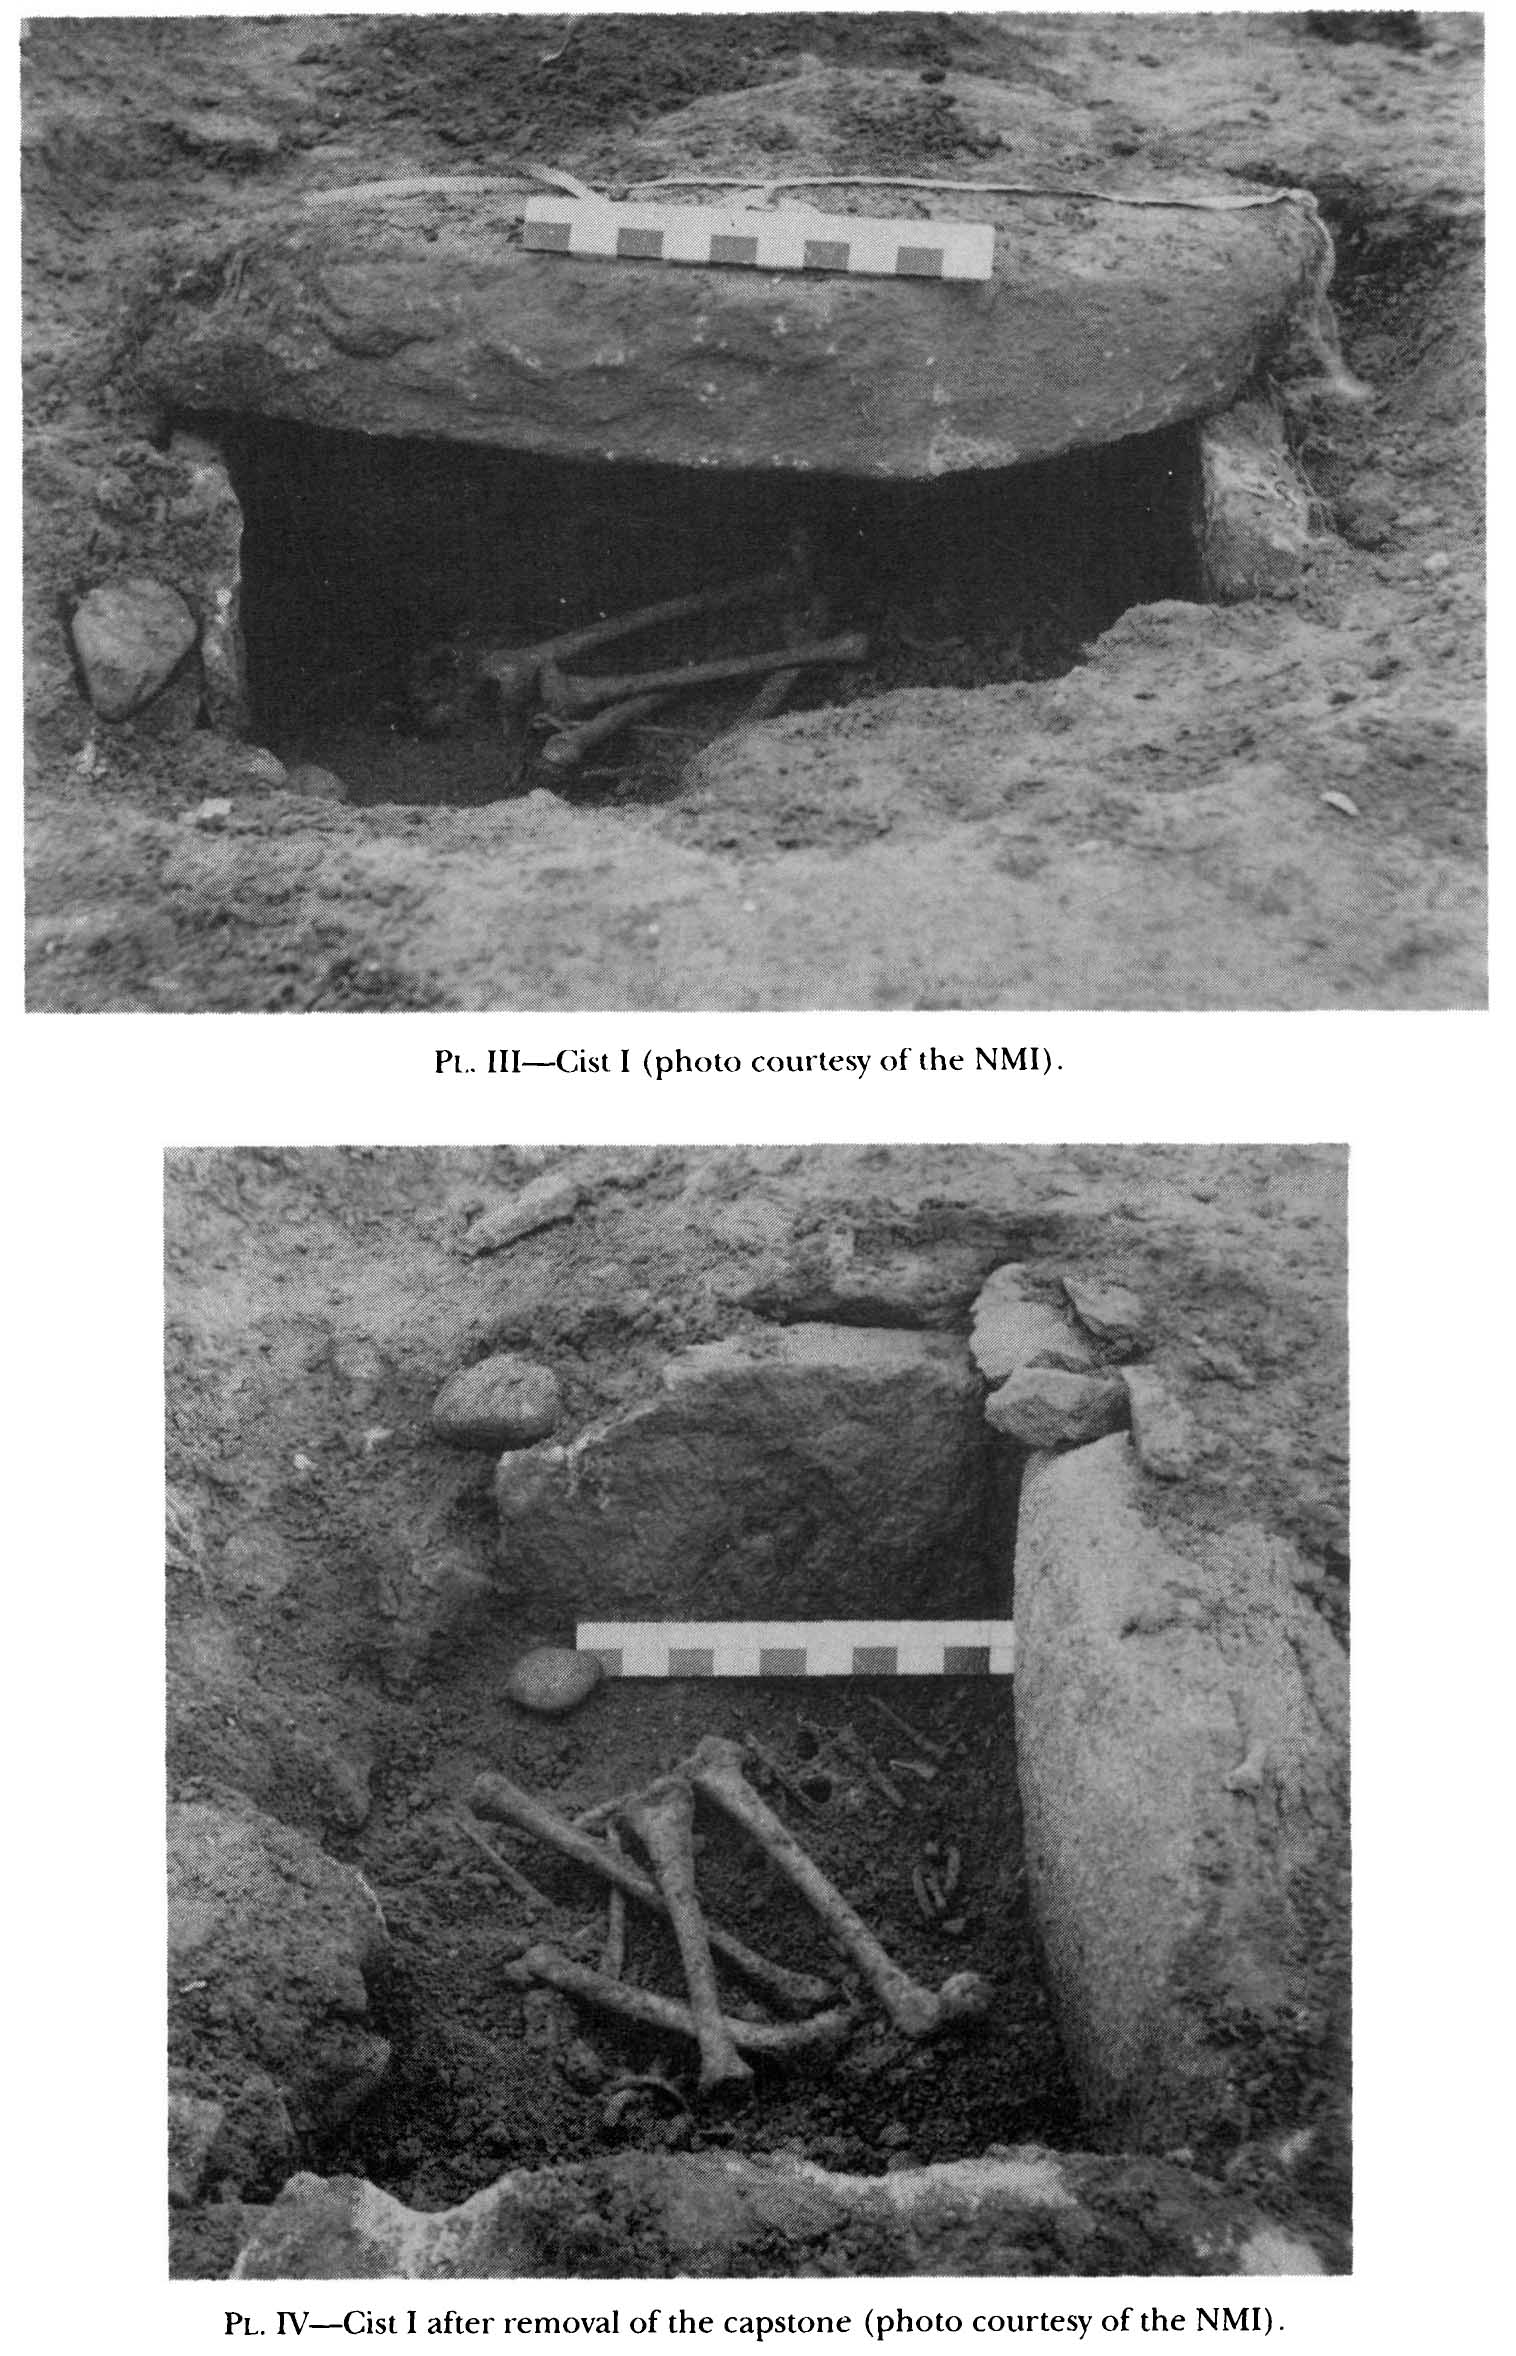 PL. III—Cist I (photo courtesy of the NMI).
PL. IV—Cist I after removal of the capstone (photo courtesy of the NMI).